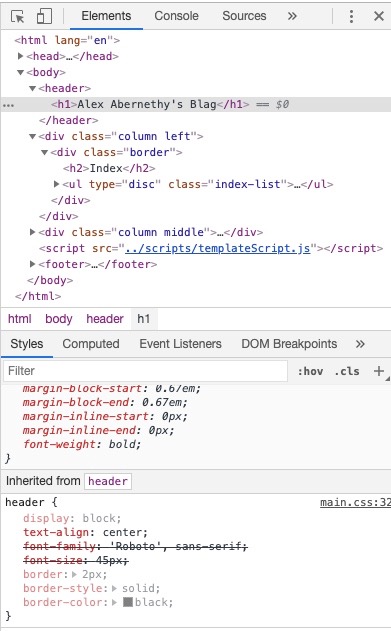 Elements Console Sources »
<html lang="en">
<head>…</head>
<body>
<header>
<h1>Alex Abernethy's Blag</h1> == $0
</header>
<div class="column left">
<div class="border">
<h2>Index</h2>
<ul type="disc" class="index-list">…</ul>
</div>
</div>
<div class="column middle">…</div>
<script src="../scripts/templateScript.js"></script>
<footer>…</footer>
</body>
</html>
html body header h1
Styles Computed Event Listeners DOM Breakpoints »
Filter :hov .cls +
margin-block-start: 0.67em;
margin-block-end: 0.67em;
margin-inline-start: 0px;
margin-inline-end: 0px;
font-weight: bold;
}
Inherited from header
header { main.css:32
display: block;
text-align: center;
font-family: 'Roboto', sans-serif;
font-size: 45px;
border: 2px;
border-style: solid;
border-color: black;
}